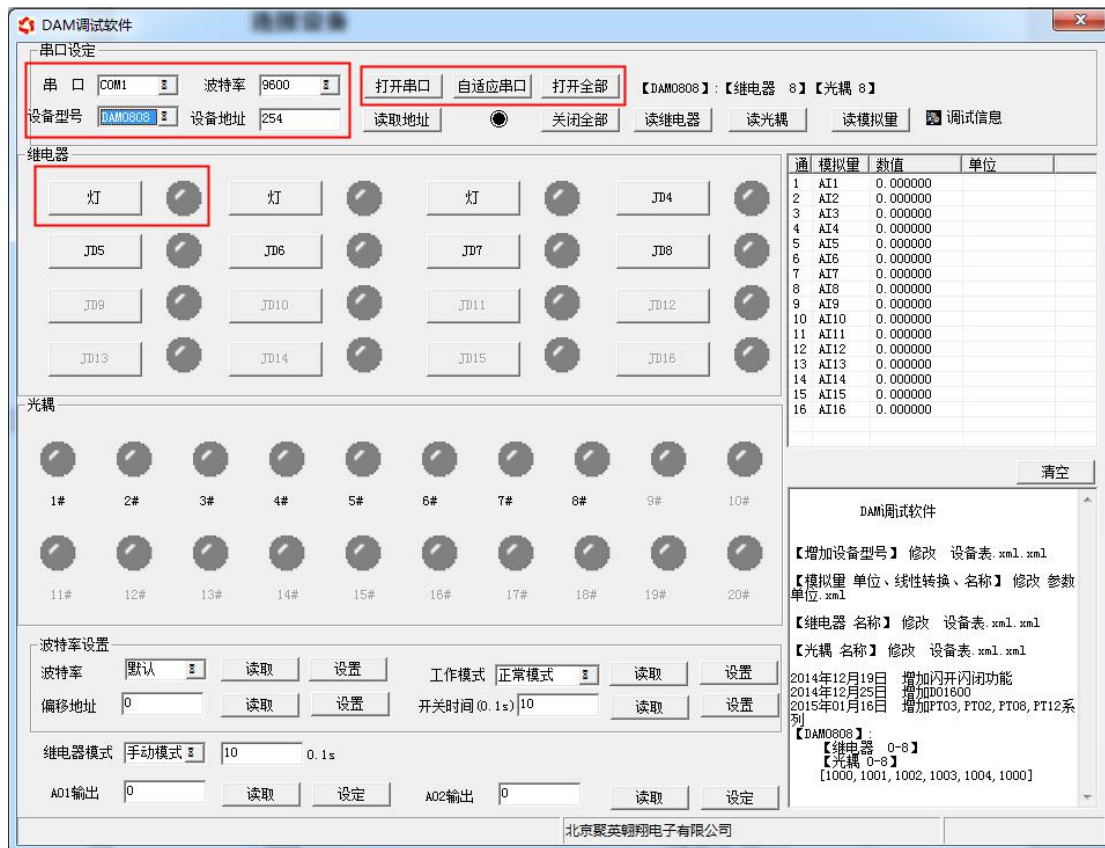 DAM调试软件
串口设定
串 口 COM1 波特率 9600 打开串口 自适应串口 打开全部 【DAM0808】:【继电器 8】【光耦 8】
设备型号 DAM0808 设备地址 254 读取地址 关闭全部 读继电器 读光耦 读模拟量 调试信息
继电器
灯 灯 灯 JD4
JD5 JD6 JD7 JD8
JD9 JD10 JD11 JD12
JD13 JD14 JD15 JD16
通 模拟量 数值 单位
1 AI1 0.000000
2 AI2 0.000000
3 AI3 0.000000
4 AI4 0.000000
5 AI5 0.000000
6 AI6 0.000000
7 AI7 0.000000
8 AI8 0.000000
9 AI9 0.000000
10 AI10 0.000000
11 AI11 0.000000
12 AI12 0.000000
13 AI13 0.000000
14 AI14 0.000000
15 AI15 0.000000
16 AI16 0.000000
光耦
1# 2# 3# 4# 5# 6# 7# 8# 9# 10#
11# 12# 13# 14# 15# 16# 17# 18# 19# 20#
清空
DAM调试软件
【增加设备型号】 修改 设备表.xml.xml
【模拟量 单位、线性转换、名称】 修改 参数
单位.xml
【继电器 名称】 修改 设备表.xml.xml
【光耦 名称】 修改 设备表.xml.xml
2014年12月19日 增加闪开闪闭功能
2014年12月25日 增加DO1600
2015年01月16日 增加PT03,PT02,PT08,PT12系
列
【DAM0808】:
【继电器 0-8】
【光耦 0-8】
[1000,1001,1002,1003,1004,1000]
波特率设置
波特率 默认 读取 设置 工作模式 正常模式 读取 设置
偏移地址 0 读取 设置 开关时间(0.1s) 10 读取 设置
继电器模式 手动模式 10 0.1s
AO1输出 0 读取 设定 AO2输出 0 读取 设定
北京聚英翱翔电子有限公司